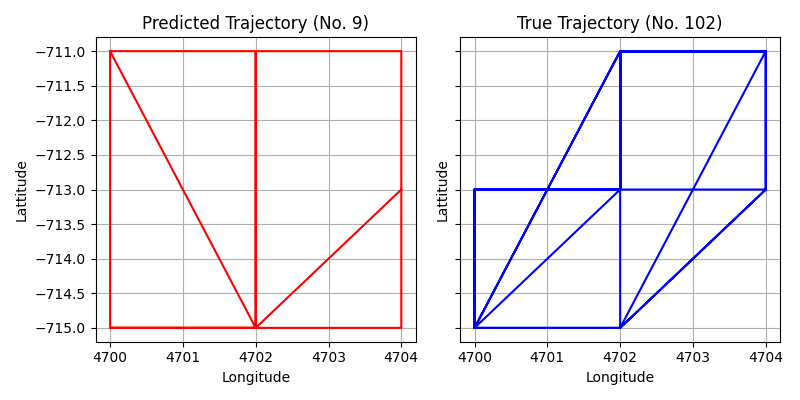 Predicted Trajectory (No. 9)
True Trajectory (No. 102)
−711.0
−711.5
−712.0
−712.5
−713.0
−713.5
−714.0
−714.5
−715.0
Lattitude
Lattitude
4700 4701 4702 4703 4704
4700 4701 4702 4703 4704
Longitude
Longitude